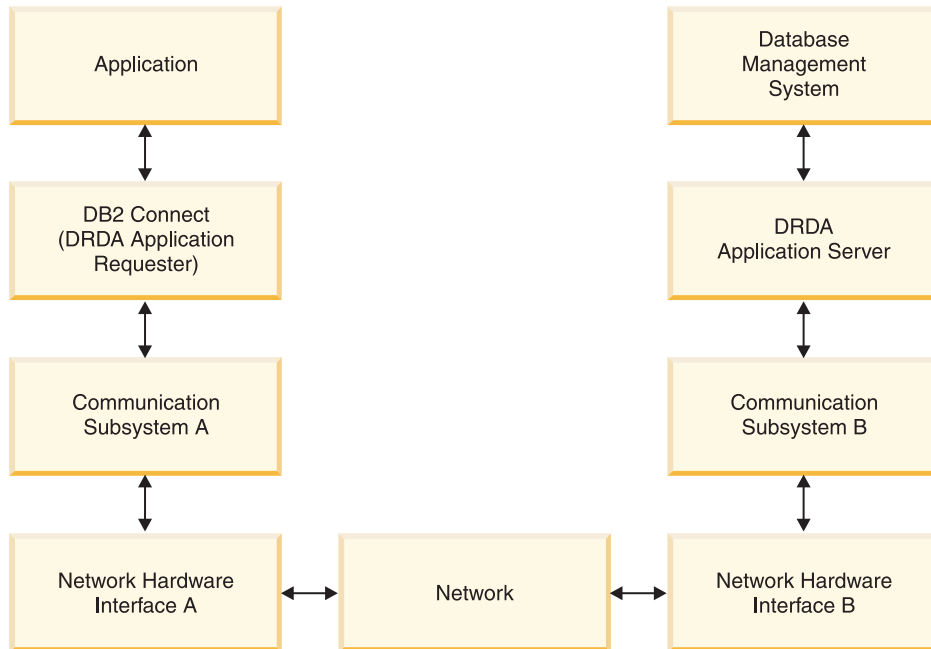 Application
Database
Management
System
DB2 Connect
(DRDA Application
Requester)
DRDA
Application Server
Communication
Subsystem A
Communication
Subsystem B
Network Hardware
Interface A
Network
Network Hardware
Interface B